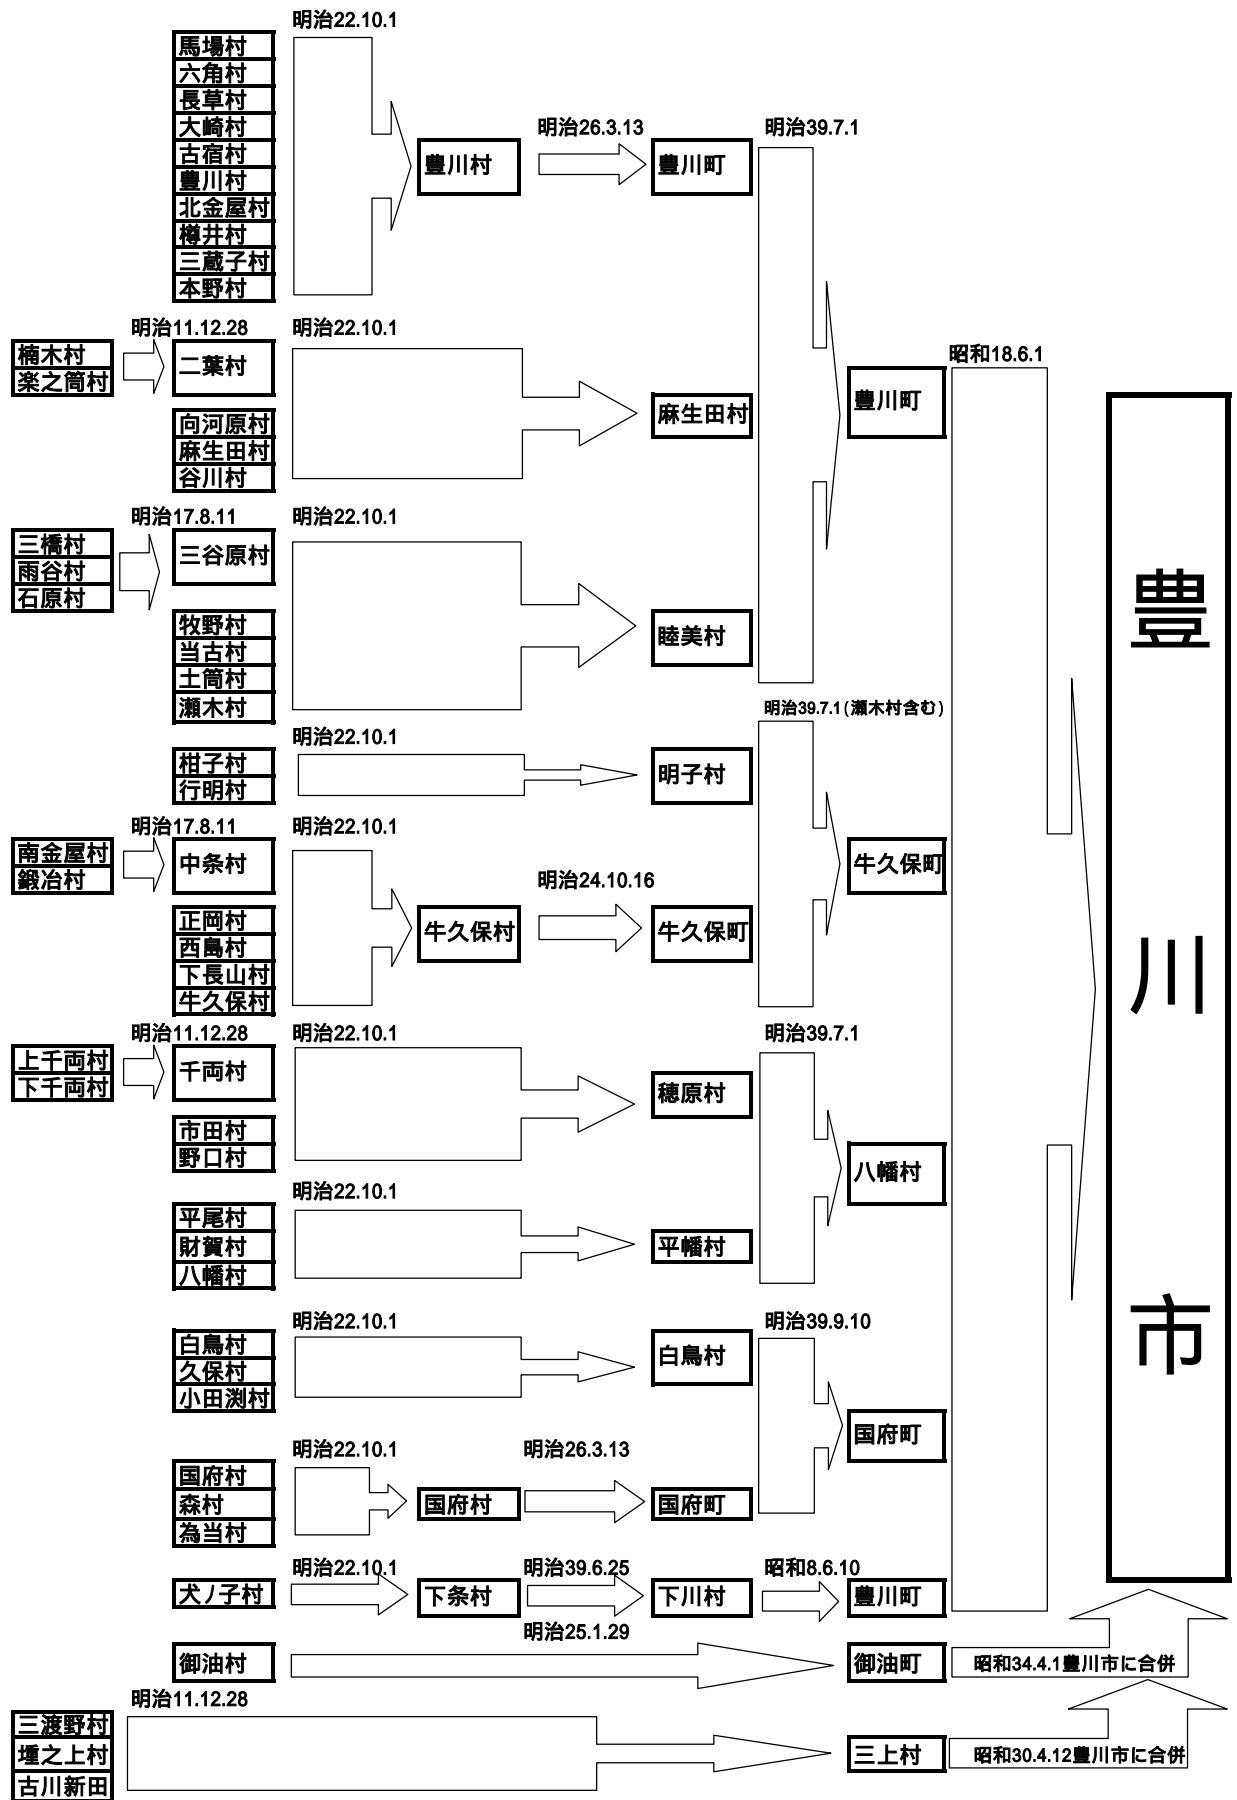 明治22.10.1
馬場村
六角村
長草村
大崎村
古宿村
豊川村
北金屋村
樽井村
三蔵子村
本野村
豊川村
明治26.3.13
豊川町
明治39.7.1
楠木村
楽之筒村
明治11.12.28
二葉村
向河原村
麻生田村
谷川村
明治22.10.1
麻生田村
豊川町
昭和18.6.1
三橋村
雨谷村
石原村
明治17.8.11
三谷原村
牧野村
当古村
土筒村
瀬木村
明治22.10.1
睦美村
明治39.7.1(瀬木村含む)
柑子村
行明村
明治22.10.1
明子村
南金屋村
鍛冶村
明治17.8.11
中条村
正岡村
西島村
下長山村
牛久保村
明治22.10.1
牛久保村
明治24.10.16
牛久保町
牛久保町
上千両村
下千両村
明治11.12.28
千両村
市田村
野口村
明治22.10.1
穂原村
明治39.7.1
八幡村
平尾村
財賀村
八幡村
明治22.10.1
平幡村
白鳥村
久保村
小田渕村
明治22.10.1
白鳥村
明治39.9.10
国府町
国府村
森村
為当村
明治22.10.1
国府村
明治26.3.13
国府町
犬ノ子村
明治22.10.1
下条村
明治39.6.25
下川村
昭和8.6.10
豊川町
御油村
明治25.1.29
御油町
昭和34.4.1豊川市に合併
三渡野村
堙之上村
古川新田
明治11.12.28
三上村
昭和30.4.12豊川市に合併
豊川市